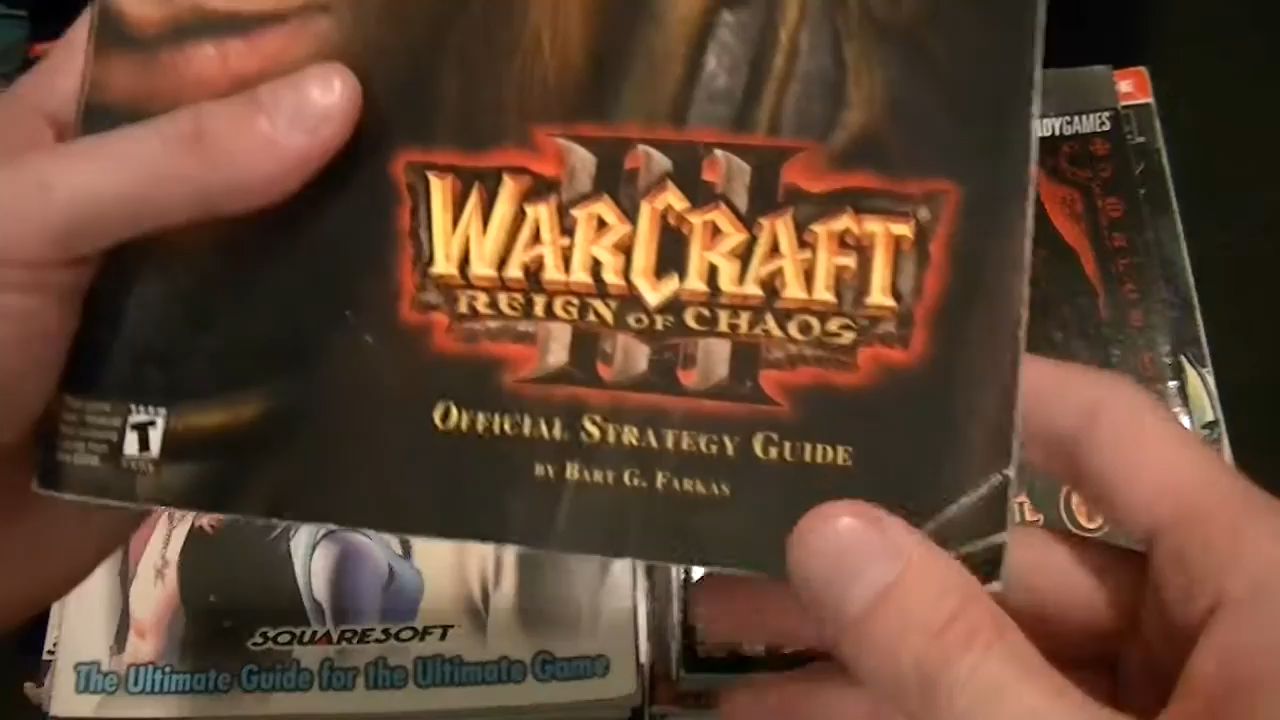 III
WARCRAFT
REIGN OF CHAOS
OFFICIAL STRATEGY GUIDE
BY BART G. FARKAS
T
DYGAMES
SQUARESOFT
The Ultimate Guide for the Ultimate Game